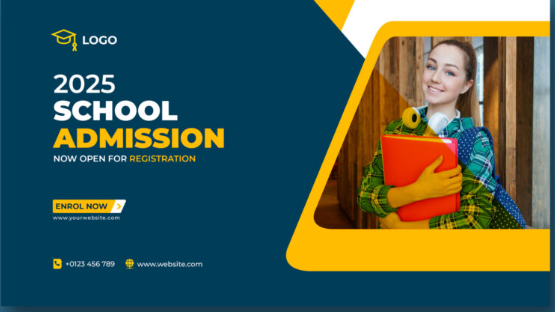 LOGO
2025
SCHOOL
ADMISSION
NOW OPEN FOR REGISTRATION
ENROL NOW
www.yourwebsite.com
+0123 456 789 www.website.com